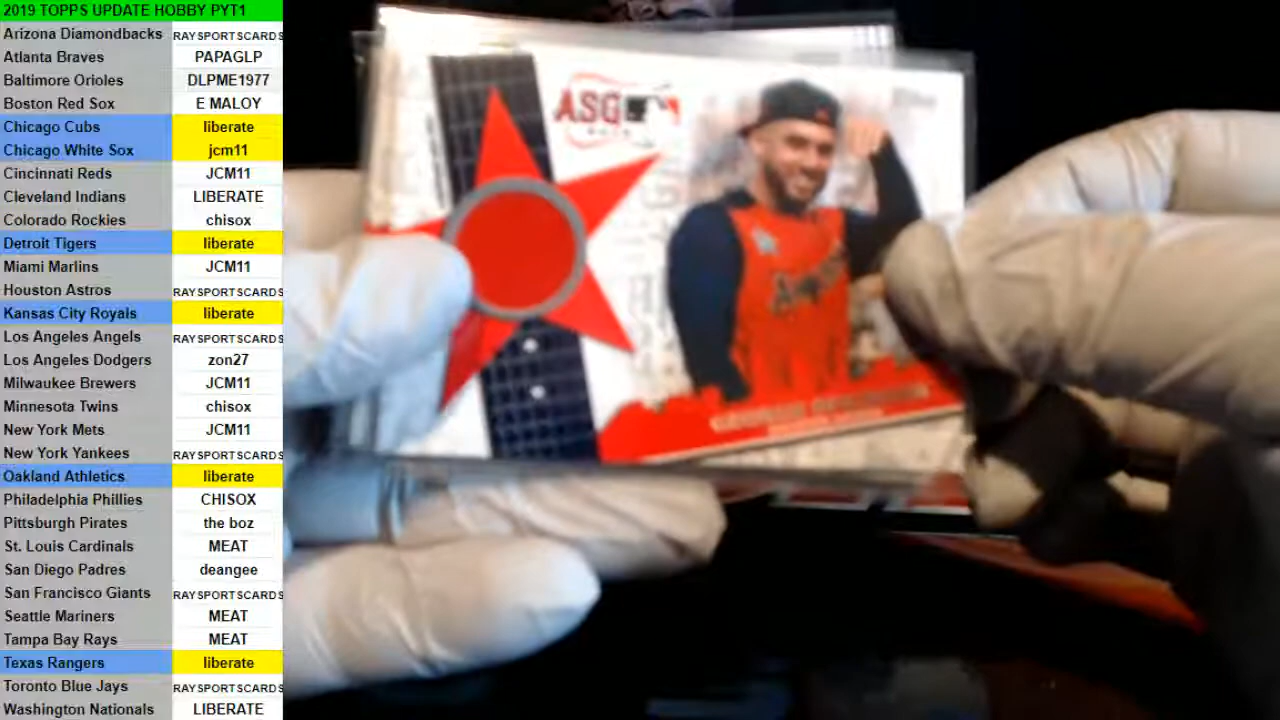 2019 TOPPS UPDATE HOBBY PYT1
Arizona Diamondbacks RAYSPORTSCARDS
Atlanta Braves PAPAGLP
Baltimore Orioles DLPME1977
Boston Red Sox E MALOY
Chicago Cubs liberate
Chicago White Sox jcm11
Cincinnati Reds JCM11
Cleveland Indians LIBERATE
Colorado Rockies chisox
Detroit Tigers liberate
Miami Marlins JCM11
Houston Astros RAYSPORTSCARDS
Kansas City Royals liberate
Los Angeles Angels RAYSPORTSCARDS
Los Angeles Dodgers zon27
Milwaukee Brewers JCM11
Minnesota Twins chisox
New York Mets JCM11
New York Yankees RAYSPORTSCARDS
Oakland Athletics liberate
Philadelphia Phillies CHISOX
Pittsburgh Pirates the boz
St. Louis Cardinals MEAT
San Diego Padres deangee
San Francisco Giants RAYSPORTSCARDS
Seattle Mariners MEAT
Tampa Bay Rays MEAT
Texas Rangers liberate
Toronto Blue Jays RAYSPORTSCARDS
Washington Nationals LIBERATE
ASG